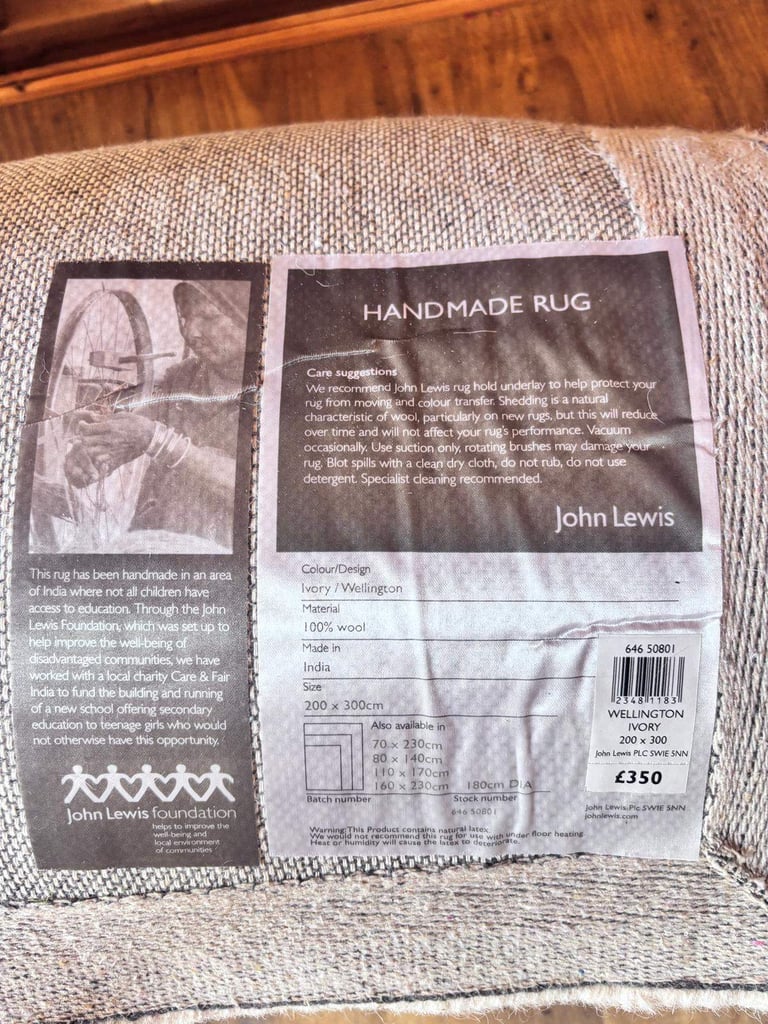 This rug has been handmade in an area
of India where not all children have
access to education. Through the John
Lewis Foundation, which was set up to
help improve the well-being of
disadvantaged communities, we have
worked with a local charity Care & Fair
India to fund the building and running
of a new school offering secondary
education to teenage girls who would
not otherwise have this opportunity.
John Lewis foundation
helps to improve the
well-being and
local environment
of communities
HANDMADE RUG
Care suggestions
We recommend John Lewis rug hold underlay to help protect your
rug from moving and colour transfer. Shedding is a natural
characteristic of wool, particularly on new rugs, but this will reduce
over time and will not affect your rug's performance. Vacuum
occasionally. Use suction only, rotating brushes may damage your
rug. Blot spills with a clean dry cloth, do not rub, do not use
detergent. Specialist cleaning recommended.
John Lewis
Colour/Design
Ivory / Wellington
Material
100% wool
Made in
India
Size
200 x 300cm
Also available in
70 x 230cm
80 x 140cm
110 x 170cm
160 x 230cm 180cm DIA
Batch number Stock number
646 50801
Warning: This Product contains natural latex.
We would not recommend this rug for use with under floor heating
Heat or humidity will cause the latex to deteriorate.
646 50801
23481183
WELLINGTON
IVORY
200 x 300
John Lewis PLC SW1E 5NN
£350
John Lewis Plc SW1E 5NN
johnlewis.com